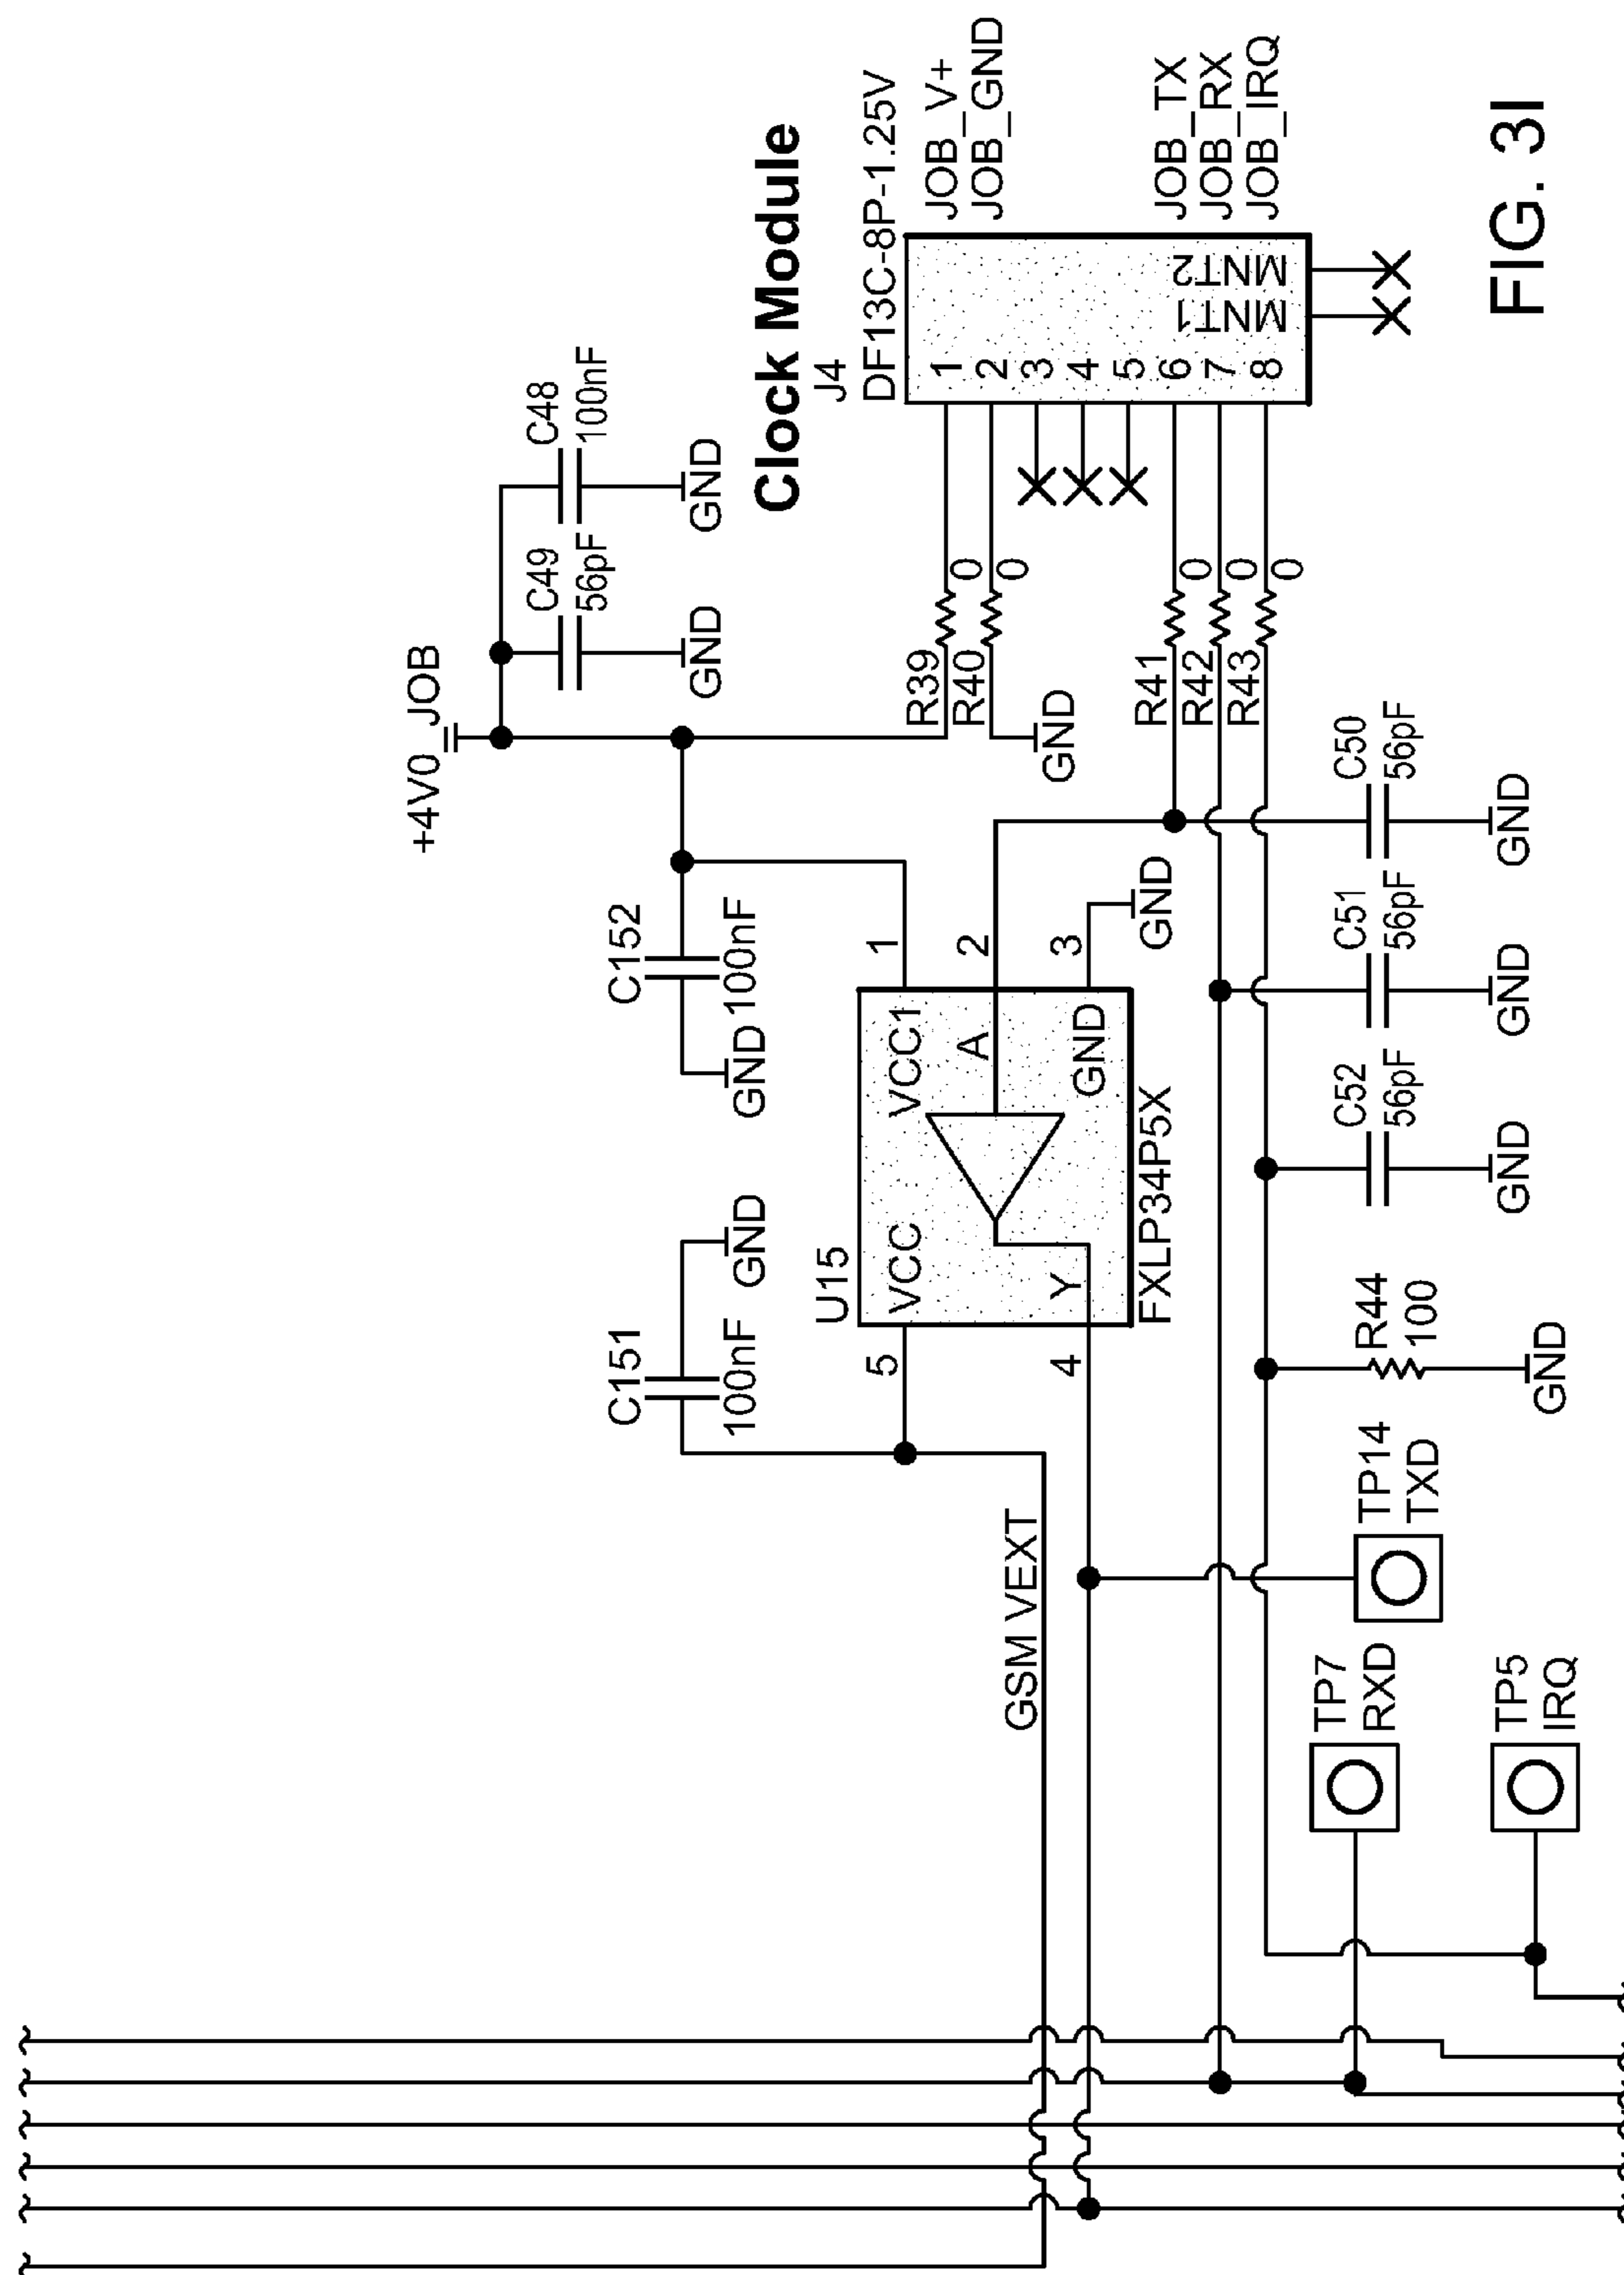 +4V0_JOB
C49
56pF
GND
C48
100nF
GND
Clock Module
C151
100nF
GND
C152
100nF
GND
J4
DF13C-8P-1.25V
U15
VCC
VCC1
A
Y
GND
5
4
1
2
3
FXLP34P5X
GND
GSM VEXT
R39
0
R40
0
GND
R41
0
R42
0
R43
0
1
2
3
4
5
6
7
8
MNT1
MNT2
JOB_V+
JOB_GND
JOB_TX
JOB_RX
JOB_IRQ
TP7
RXD
TP14
TXD
TP5
IRQ
R44
100
GND
C52
56pF
GND
C51
56pF
GND
C50
56pF
GND
FIG. 3I